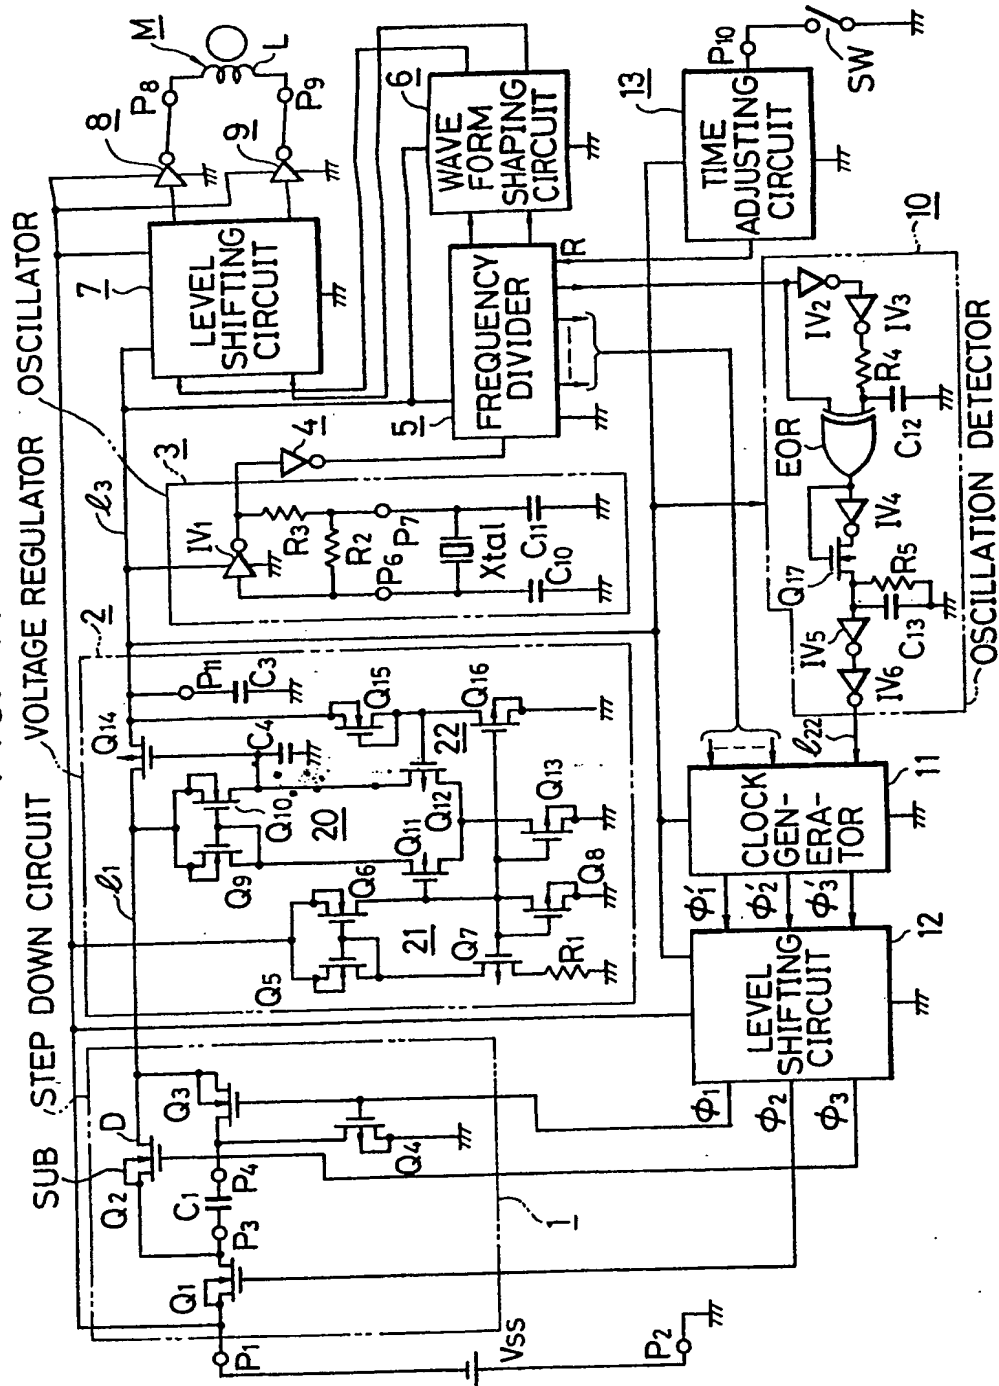 SUB
STEP DOWN CIRCUIT
VOLTAGE REGULATOR
OSCILLATOR
Q2
D
Q1
P1
P3
C1
P4
Q3
Q4
1
Vss
P2
ℓ1
2
Q5
Q6
Q9
Q10
20
C4
Q14
P11
C3
Q15
21
Q11
Q12
22
Q16
Q7
Q8
Q13
R1
ℓ3
3
IV1
4
R3
R2
P6
P7
Xtal
C10
C11
7
LEVEL
SHIFTING
CIRCUIT
8
9
P8
P9
M
L
5
FREQUENCY
DIVIDER
R
6
WAVE
FORM
SHAPING
CIRCUIT
13
TIME
ADJUSTING
CIRCUIT
P10
SW
ϕ1
ϕ2
ϕ3
LEVEL
SHIFTING
CIRCUIT
12
ϕ'1
ϕ'2
ϕ'3
CLOCK
GEN-
ERA-
TOR
11
ℓ22
IV6
IV5
C13
R5
Q17
IV4
EOR
C12
R4
IV3
IV2
10
OSCILLATION DETECTOR